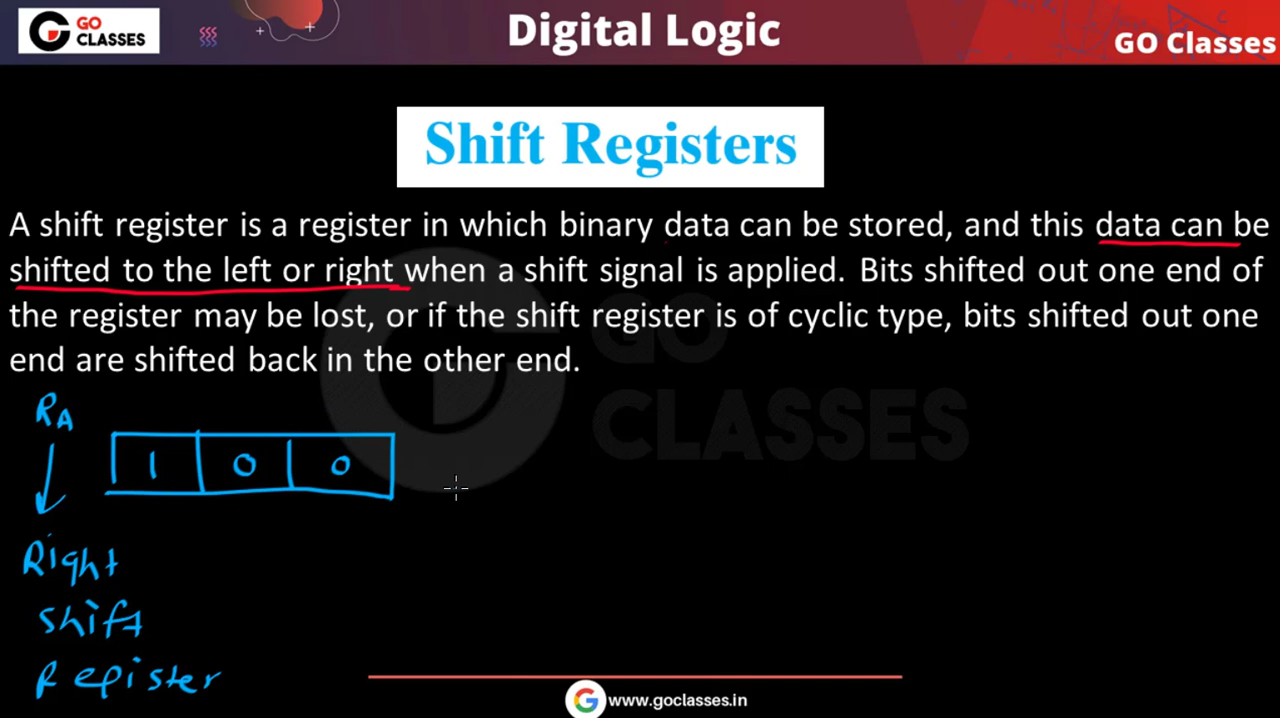 GO
CLASSES
Digital Logic
GO Classes
Shift Registers
A shift register is a register in which binary data can be stored, and this data can be
shifted to the left or right when a shift signal is applied. Bits shifted out one end of
the register may be lost, or if the shift register is of cyclic type, bits shifted out one
end are shifted back in the other end.
GO
CLASSES
RA
1 0 0
Right
Shift
Register
www.goclasses.in